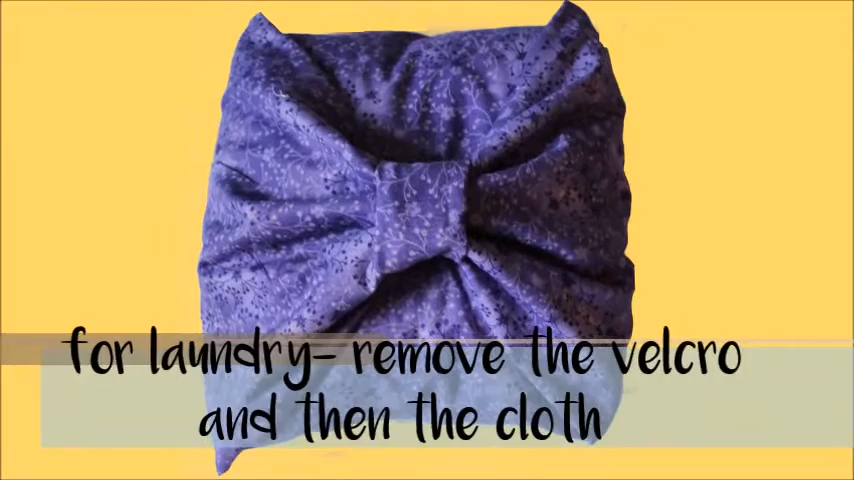 for laundry- remove the velcro
and then the cloth